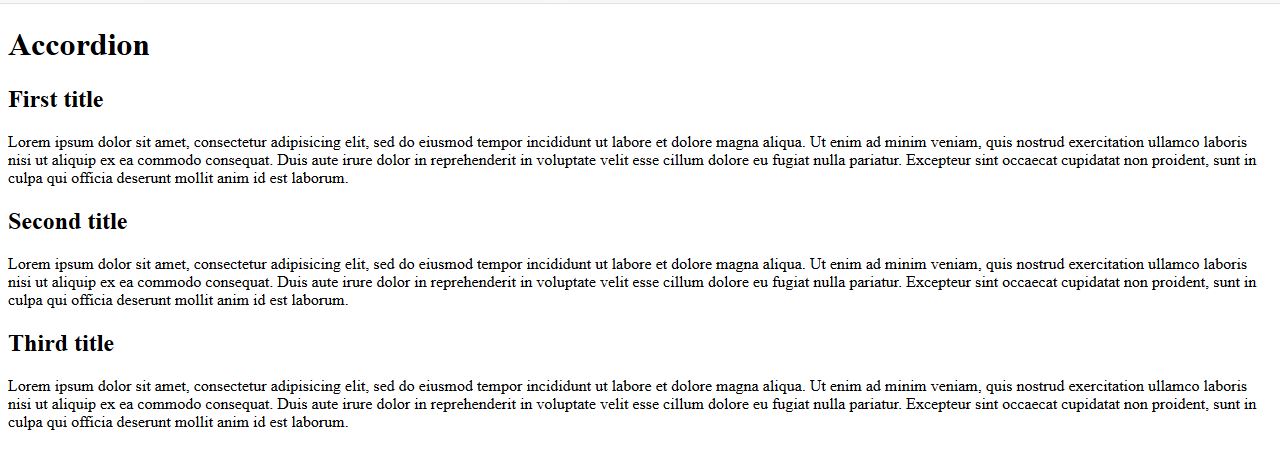 Accordion
First title
Lorem ipsum dolor sit amet, consectetur adipisicing elit, sed do eiusmod tempor incididunt ut labore et dolore magna aliqua. Ut enim ad minim veniam, quis nostrud exercitation ullamco laboris
nisi ut aliquip ex ea commodo consequat. Duis aute irure dolor in reprehenderit in voluptate velit esse cillum dolore eu fugiat nulla pariatur. Excepteur sint occaecat cupidatat non proident, sunt in
culpa qui officia deserunt mollit anim id est laborum.
Second title
Lorem ipsum dolor sit amet, consectetur adipisicing elit, sed do eiusmod tempor incididunt ut labore et dolore magna aliqua. Ut enim ad minim veniam, quis nostrud exercitation ullamco laboris
nisi ut aliquip ex ea commodo consequat. Duis aute irure dolor in reprehenderit in voluptate velit esse cillum dolore eu fugiat nulla pariatur. Excepteur sint occaecat cupidatat non proident, sunt in
culpa qui officia deserunt mollit anim id est laborum.
Third title
Lorem ipsum dolor sit amet, consectetur adipisicing elit, sed do eiusmod tempor incididunt ut labore et dolore magna aliqua. Ut enim ad minim veniam, quis nostrud exercitation ullamco laboris
nisi ut aliquip ex ea commodo consequat. Duis aute irure dolor in reprehenderit in voluptate velit esse cillum dolore eu fugiat nulla pariatur. Excepteur sint occaecat cupidatat non proident, sunt in
culpa qui officia deserunt mollit anim id est laborum.